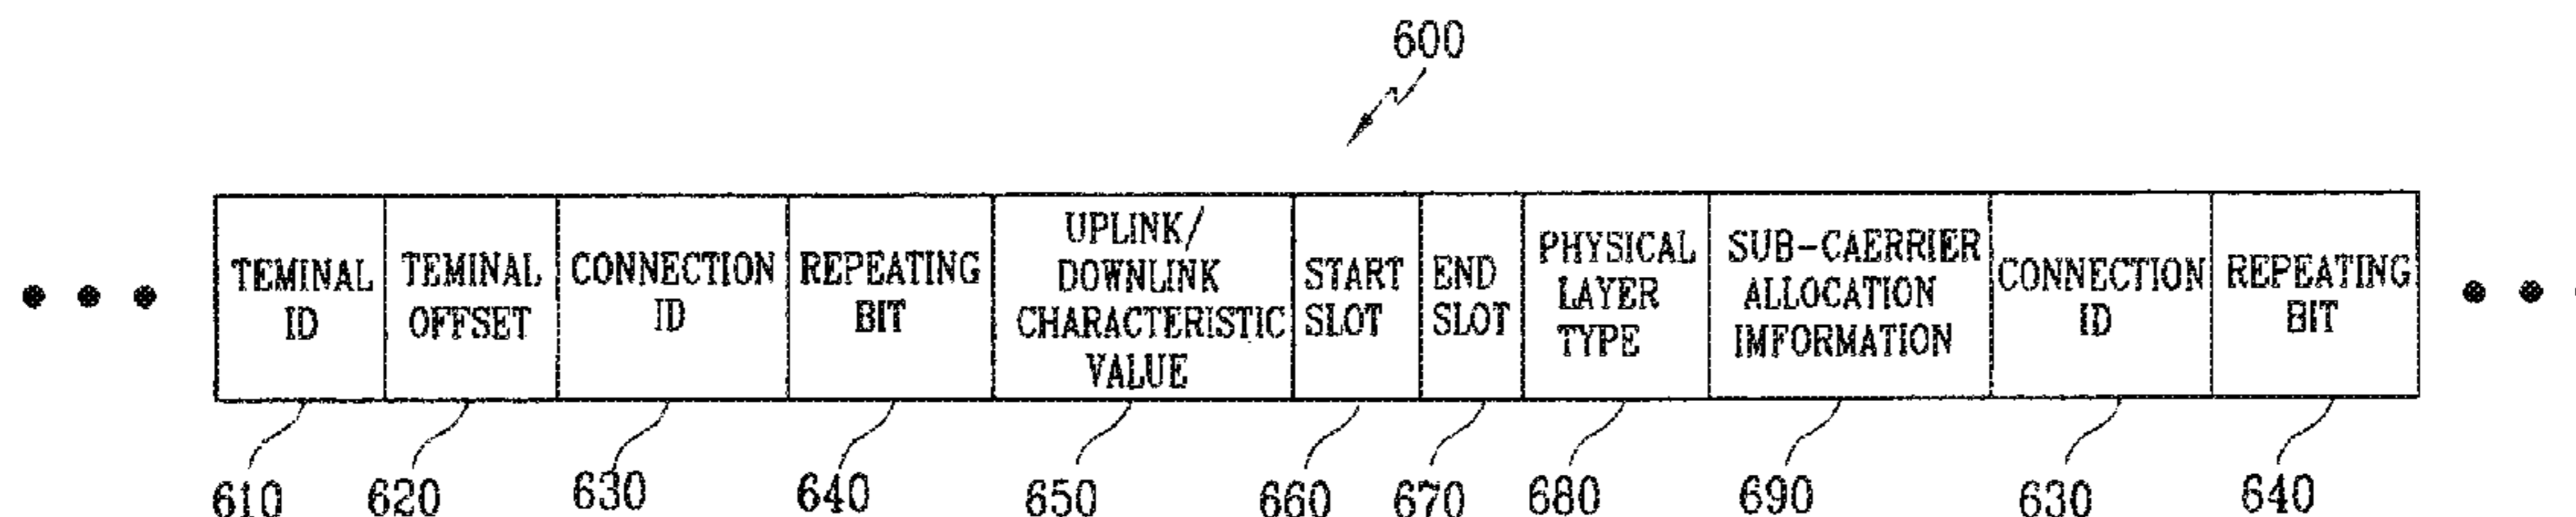 600
TEMINAL
ID
TEMINAL
OFFSET
CONNECTION
ID
REPEATING
BIT
UPLINK/
DOWNLINK
CHARACTERISTIC
VALUE
START
SLOT
END
SLOT
PHYSICAL
LAYER
TYPE
SUB-CAERRIER
ALLOCATION
IMFORMATION
CONNECTION
ID
REPEATING
BIT
610
620
630
640
650
660
670
680
690
630
640